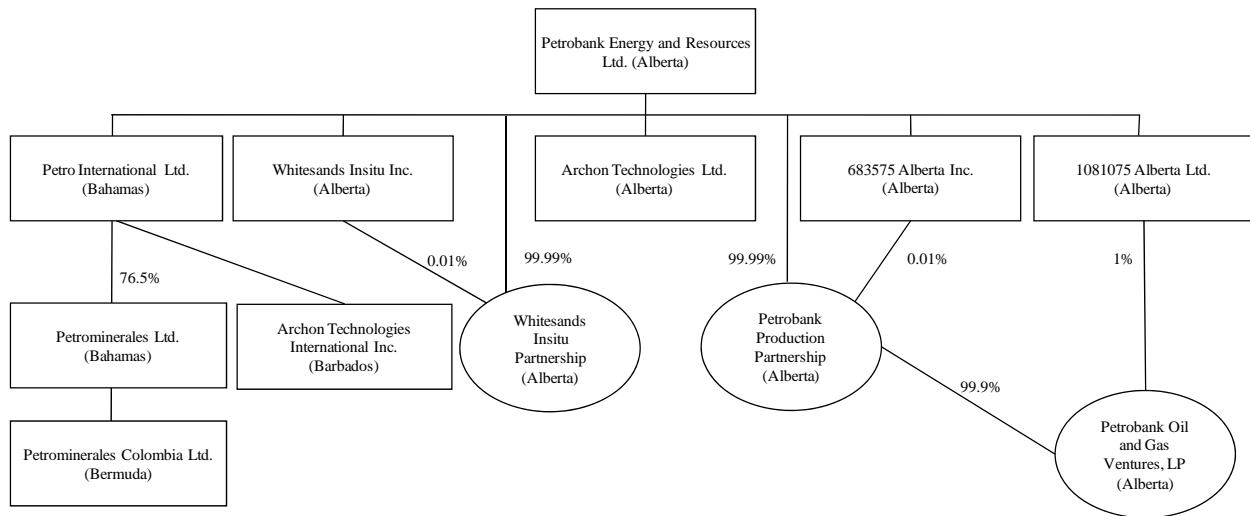 Petrobank Energy and Resources
Ltd. (Alberta)
Petro International Ltd.
(Bahamas)
Whitesands Insitu Inc.
(Alberta)
Archon Technologies Ltd.
(Alberta)
683575 Alberta Inc.
(Alberta)
1081075 Alberta Ltd.
(Alberta)
76.5%
0.01%
99.99%
99.99%
0.01%
1%
Petrominerales Ltd.
(Bahamas)
Archon Technologies
International Inc.
(Barbados)
Whitesands
Insitu
Partnership
(Alberta)
Petrobank
Production
Partnership
(Alberta)
99.9%
Petrominerales Colombia Ltd.
(Bermuda)
Petrobank Oil
and Gas
Ventures, LP
(Alberta)